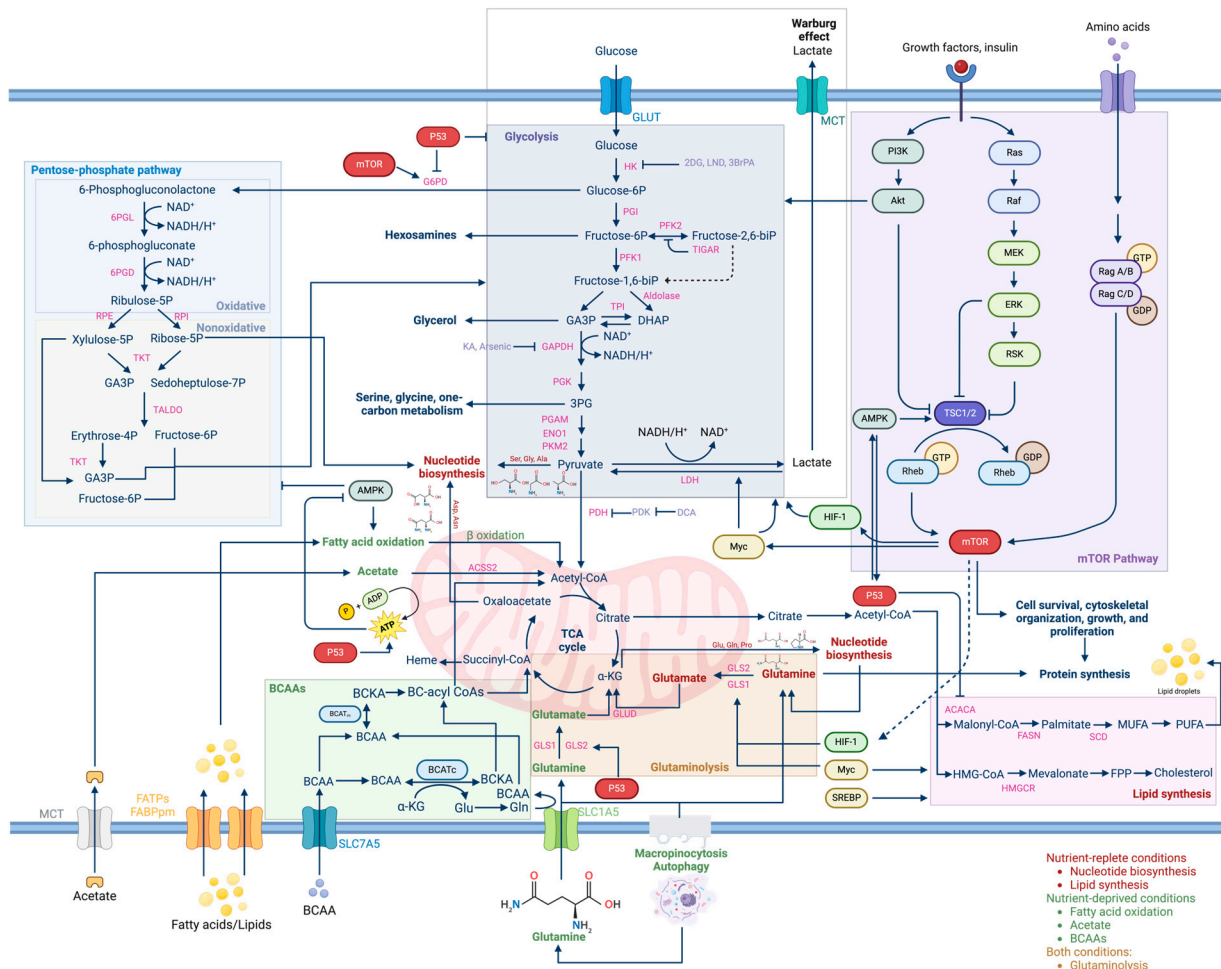 Warburg
effect
Lactate
Glucose
Growth factors, insulin
Amino acids
GLUT
MCT
Glycolysis
P53
mTOR
G6PD
Glucose
HK
2DG, LND, 3BrPA
Glucose-6P
PGI
PFK2
Hexosamines
Fructose-6P
Fructose-2,6-biP
TIGAR
PFK1
Fructose-1,6-biP
Aldolase
TPI
Glycerol
GA3P
DHAP
KA, Arsenic
GAPDH
NAD+
NADH/H+
PGK
Serine, glycine, one-
carbon metabolism
3PG
PGAM
ENO1
PKM2
NADH/H+
NAD+
Nucleotide
biosynthesis
Ser, Gly, Ala
Pyruvate
Lactate
LDH
PDH
PDK
DCA
Pentose-phosphate pathway
6-Phosphogluconolactone
6PGL
NAD+
NADH/H+
6-phosphogluconate
6PGD
NAD+
NADH/H+
Ribulose-5P
Oxidative
RPE
RPI
Nonoxidative
Xylulose-5P
Ribose-5P
TKT
GA3P
Sedoheptulose-7P
TALDO
Erythrose-4P
Fructose-6P
TKT
GA3P
Fructose-6P
PI3K
Ras
Akt
Raf
MEK
ERK
RSK
Rag A/B
GTP
Rag C/D
GDP
AMPK
TSC1/2
Rheb
GTP
Rheb
GDP
HIF-1
Myc
mTOR
mTOR Pathway
P53
Cell survival, cytoskeletal
organization, growth, and
proliferation
Protein synthesis
AMPK
Asp, Asn
Fatty acid oxidation
β oxidation
Acetate
ACSS2
Acetyl-CoA
P
+
ADP
ATP
P53
Oxaloacetate
Citrate
Citrate
Acetyl-CoA
TCA
cycle
Heme
Succinyl-CoA
α-KG
Glu, Gln, Pro
Nucleotide
biosynthesis
Glutamate
GLS2
GLS1
Glutamine
Glutamate
GLUD
GLS1
GLS2
Glutamine
P53
Glutaminolysis
BCAAs
BCKA
BC-acyl CoAs
BCATm
BCAA
BCAA
BCAA
BCATc
BCKA
BCAA
α-KG
Glu
Gln
HIF-1
Myc
SREBP
Lipid droplets
ACACA
Malonyl-CoA
Palmitate
MUFA
PUFA
FASN
SCD
HMG-CoA
Mevalonate
FPP
Cholesterol
HMGCR
Lipid synthesis
MCT
FATPs
FABPpm
SLC7A5
SLC1A5
Acetate
Fatty acids/Lipids
BCAA
O
O
H2N
OH
NH2
Glutamine
Macropinocytosis
Autophagy
Nutrient-replete conditions
• Nucleotide biosynthesis
• Lipid synthesis
Nutrient-deprived conditions
• Fatty acid oxidation
• Acetate
• BCAAs
Both conditions:
• Glutaminolysis